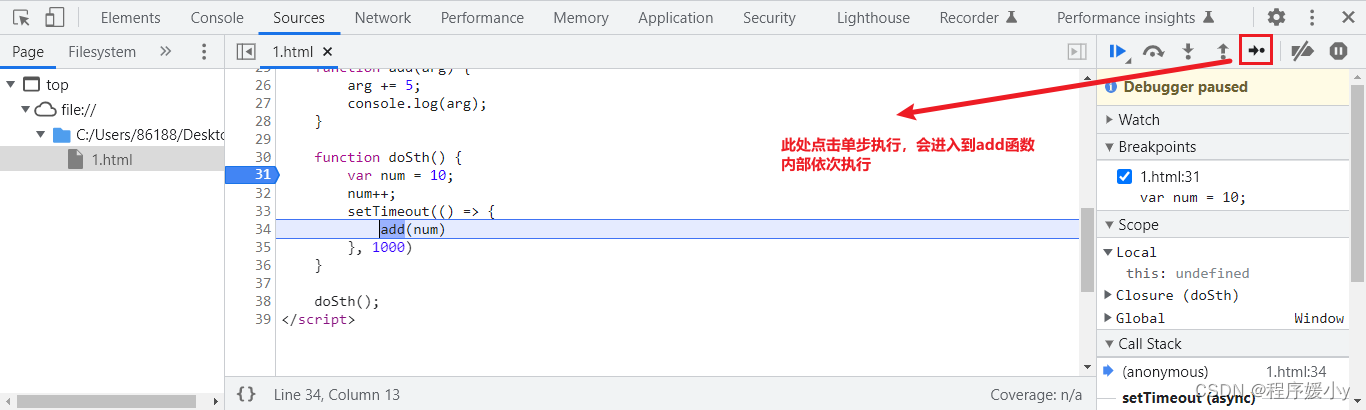 Elements Console Sources Network Performance Memory Application Security Lighthouse Recorder Performance insights
Page Filesystem
1.html
top
file://
C:/Users/86188/Deskto
1.html
function add(arg) {
26 arg += 5;
27 console.log(arg);
28 }
29
30 function doSth() {
31 var num = 10;
32 num++;
33 setTimeout(() => {
34 add(num)
35 }, 1000)
36 }
37
38 doSth();
39 </script>
此处点击单步执行，会进入到add函数
内部依次执行
{} Line 34, Column 13 Coverage: n/a
Debugger paused
Watch
Breakpoints
1.html:31
var num = 10;
Scope
Local
this: undefined
Closure (doSth)
Global Window
Call Stack
(anonymous) 1.html:34
setTimeout (async)
CSDN @程序媛小y